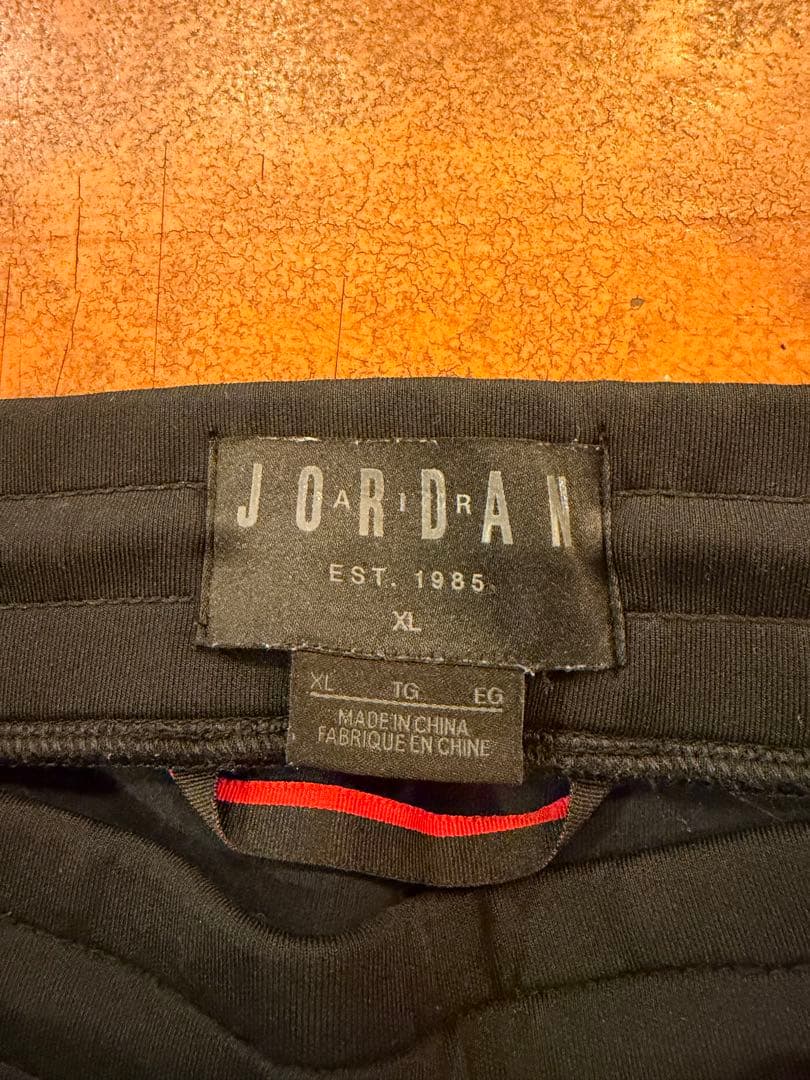 JORDAN
AIR
EST. 1985
XL
XL TG EG
MADE IN CHINA
FABRIQUE EN CHINE